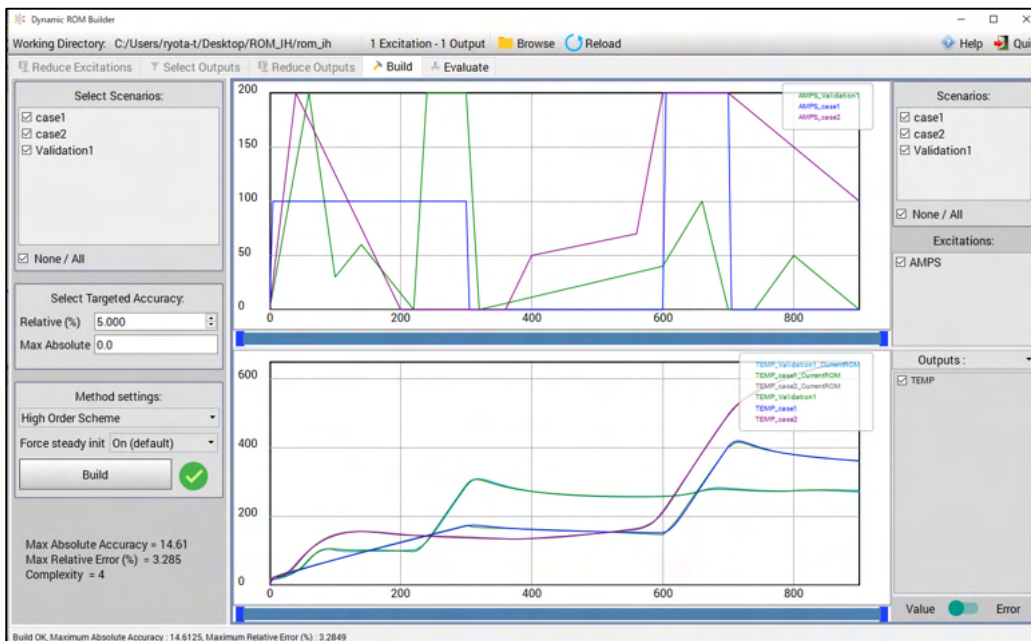 Dynamic ROM Builder
Working Directory: C:/Users/ryota-t/Desktop/ROM_IH/rom_ih 1 Excitation - 1 Output Browse Reload Help Qui
Reduce Excitations Select Outputs Reduce Outputs Build Evaluate
Select Scenarios:
case1
case2
Validation1
None / All
Select Targeted Accuracy:
Relative (%) 5.000
Max Absolute 0.0
Method settings:
High Order Scheme
Force steady init On (default)
Build
Max Absolute Accuracy = 14.61
Max Relative Error (%) = 3.285
Complexity = 4
200
150
100
50
0
0 200 400 600 800
AMPS_Validation1
AMPS_case1
AMPS_case2
600
400
200
0
0 200 400 600 800
TEMP_Validation1_CurrentROM
TEMP_case1_CurrentROM
TEMP_case2_CurrentROM
TEMP_Validation1
TEMP_case1
TEMP_case2
Scenarios:
case1
case2
Validation1
None / All
Excitations:
AMPS
Outputs :
TEMP
Value Error
Build OK, Maximum Absolute Accuracy : 14.6125, Maximum Relative Error (%) : 3.2849